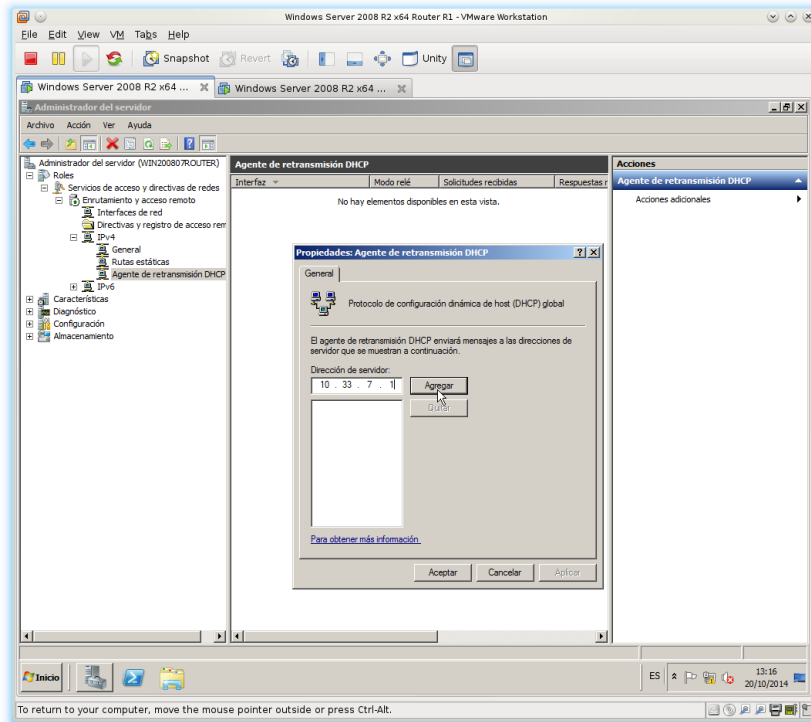 Windows Server 2008 R2 x64 Router R1 - VMware Workstation
File Edit View VM Tabs Help
Snapshot Revert Unity
Windows Server 2008 R2 x64 ... Windows Server 2008 R2 x64 ...
Administrador del servidor
Archivo Acción Ver Ayuda
Administrador del servidor (WIN200807ROUTER)
Roles
Servicios de acceso y directivas de redes
Enrutamiento y acceso remoto
Interfaces de red
Directivas y registro de acceso rem
IPv4
General
Rutas estáticas
Agente de retransmisión DHCP
IPv6
Características
Diagnóstico
Configuración
Almacenamiento
Agente de retransmisión DHCP
Interfaz Modo relé Solicitudes recibidas Respuestas r
No hay elementos disponibles en esta vista.
Propiedades: Agente de retransmisión DHCP
General
Protocolo de configuración dinámica de host (DHCP) global
El agente de retransmisión DHCP enviará mensajes a las direcciones de
servidor que se muestran a continuación.
Dirección de servidor:
10 . 33 . 7 . 1
Agregar
Quitar
Para obtener más información
Aceptar Cancelar Aplicar
Acciones
Agente de retransmisión DHCP
Acciones adicionales
Inicio
ES
13:16
20/10/2014
To return to your computer, move the mouse pointer outside or press Ctrl-Alt.